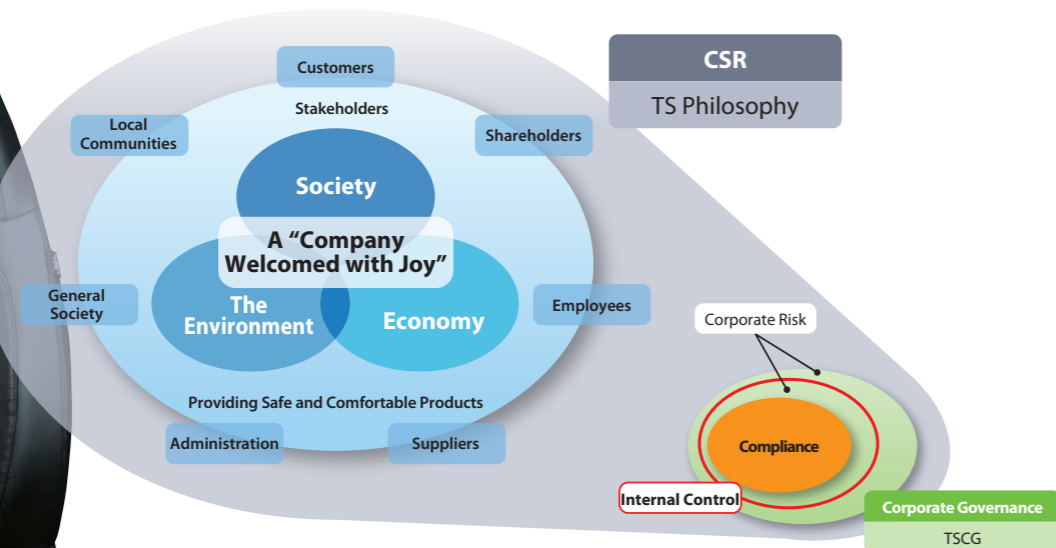 CSR
TS Philosophy
Customers
Stakeholders
Local
Communities
Shareholders
Society
A “Company
Welcomed with Joy”
General
Society
The
Environment
Economy
Employees
Providing Safe and Comfortable Products
Administration
Suppliers
Corporate Risk
Compliance
Internal Control
Corporate Governance
TSCG